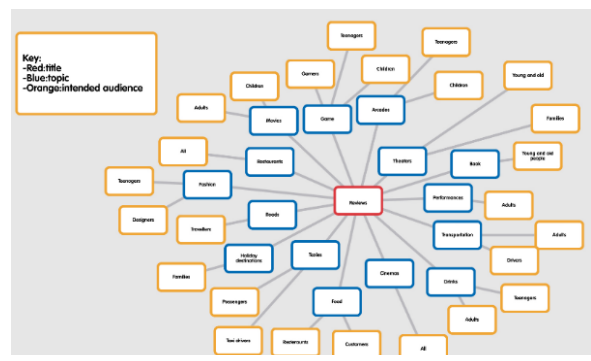 Key:
-Red:title
-Blue:topic
-Orange:intended audience
Teenagers
Teenagers
Gamers
Children
Young and old
Children
Children
Adults
Movies
Game
Arcades
Families
All
Restaurants
Theaters
Book
Young and old
people
Teenagers
Fashion
Reviews
Performances
Adults
Designers
Travellers
Roads
Transportation
Adults
Holiday
destinations
Taxies
Drivers
Families
Cinemas
Drinks
Passengers
Food
Teenagers
Adults
Taxi drivers
Restaurants
Customers
All